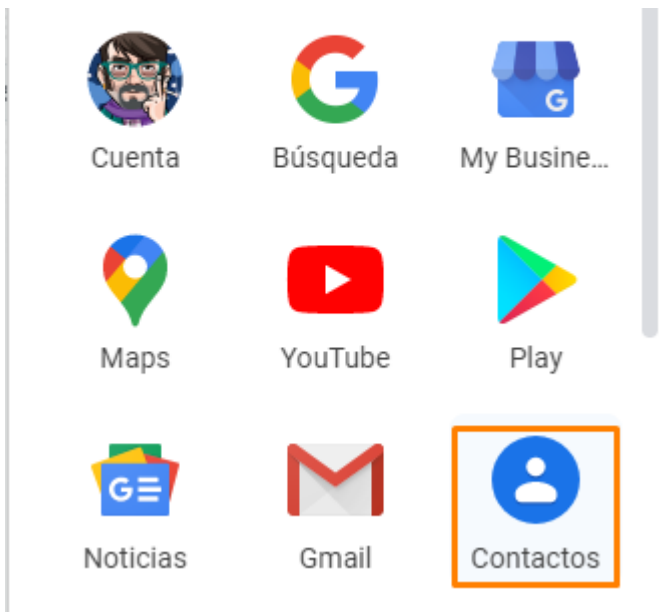 Cuenta
Búsqueda
My Busine...
Maps
YouTube
Play
Noticias
Gmail
Contactos